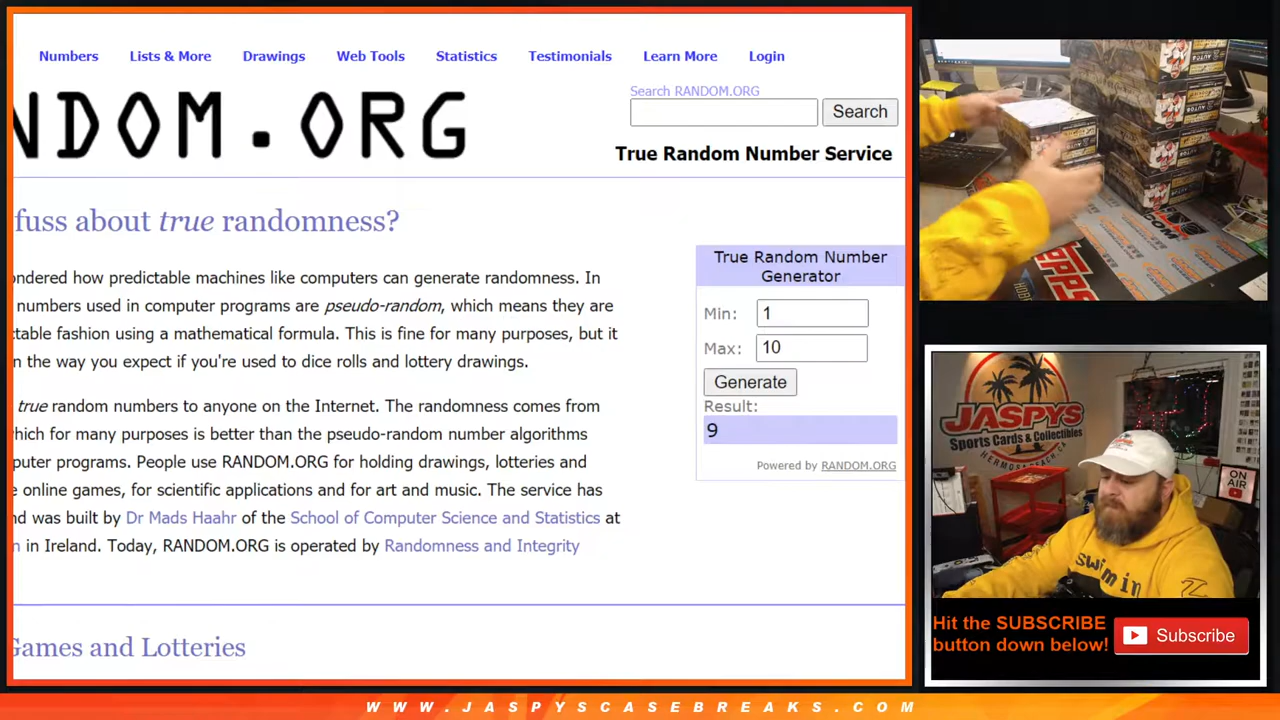 Numbers Lists & More Drawings Web Tools Statistics Testimonials Learn More Login
Search RANDOM.ORG
NDOM.ORG
Search
True Random Number Service
fuss about true randomness?
ondered how predictable machines like computers can generate randomness. In
numbers used in computer programs are pseudo-random, which means they are
ctable fashion using a mathematical formula. This is fine for many purposes, but it
n the way you expect if you're used to dice rolls and lottery drawings.
true random numbers to anyone on the Internet. The randomness comes from
which for many purposes is better than the pseudo-random number algorithms
puter programs. People use RANDOM.ORG for holding drawings, lotteries and
e online games, for scientific applications and for art and music. The service has
nd was built by Dr Mads Haahr of the School of Computer Science and Statistics at
n in Ireland. Today, RANDOM.ORG is operated by Randomness and Integrity
Games and Lotteries
True Random Number
Generator
Min: 1
Max: 10
Generate
Result:
9
Powered by RANDOM.ORG
TOPPS
JASPYS
Sports Cards & Collectibles
HERMOSA BEACH, CA
ON
AIR
swimin
Hit the SUBSCRIBE
button down below!
Subscribe
WWW.JASPYSCASEBREAKS.COM